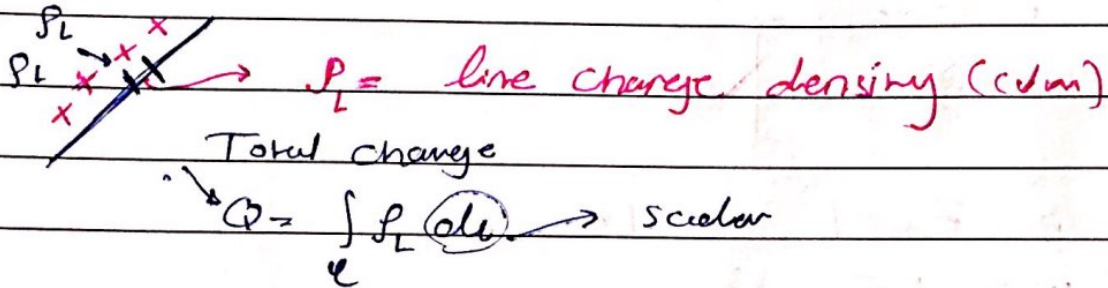 ρL
ρL
ρL = line charge density (c/m)
Total charge
Q = ∫ ρL dl → scalar